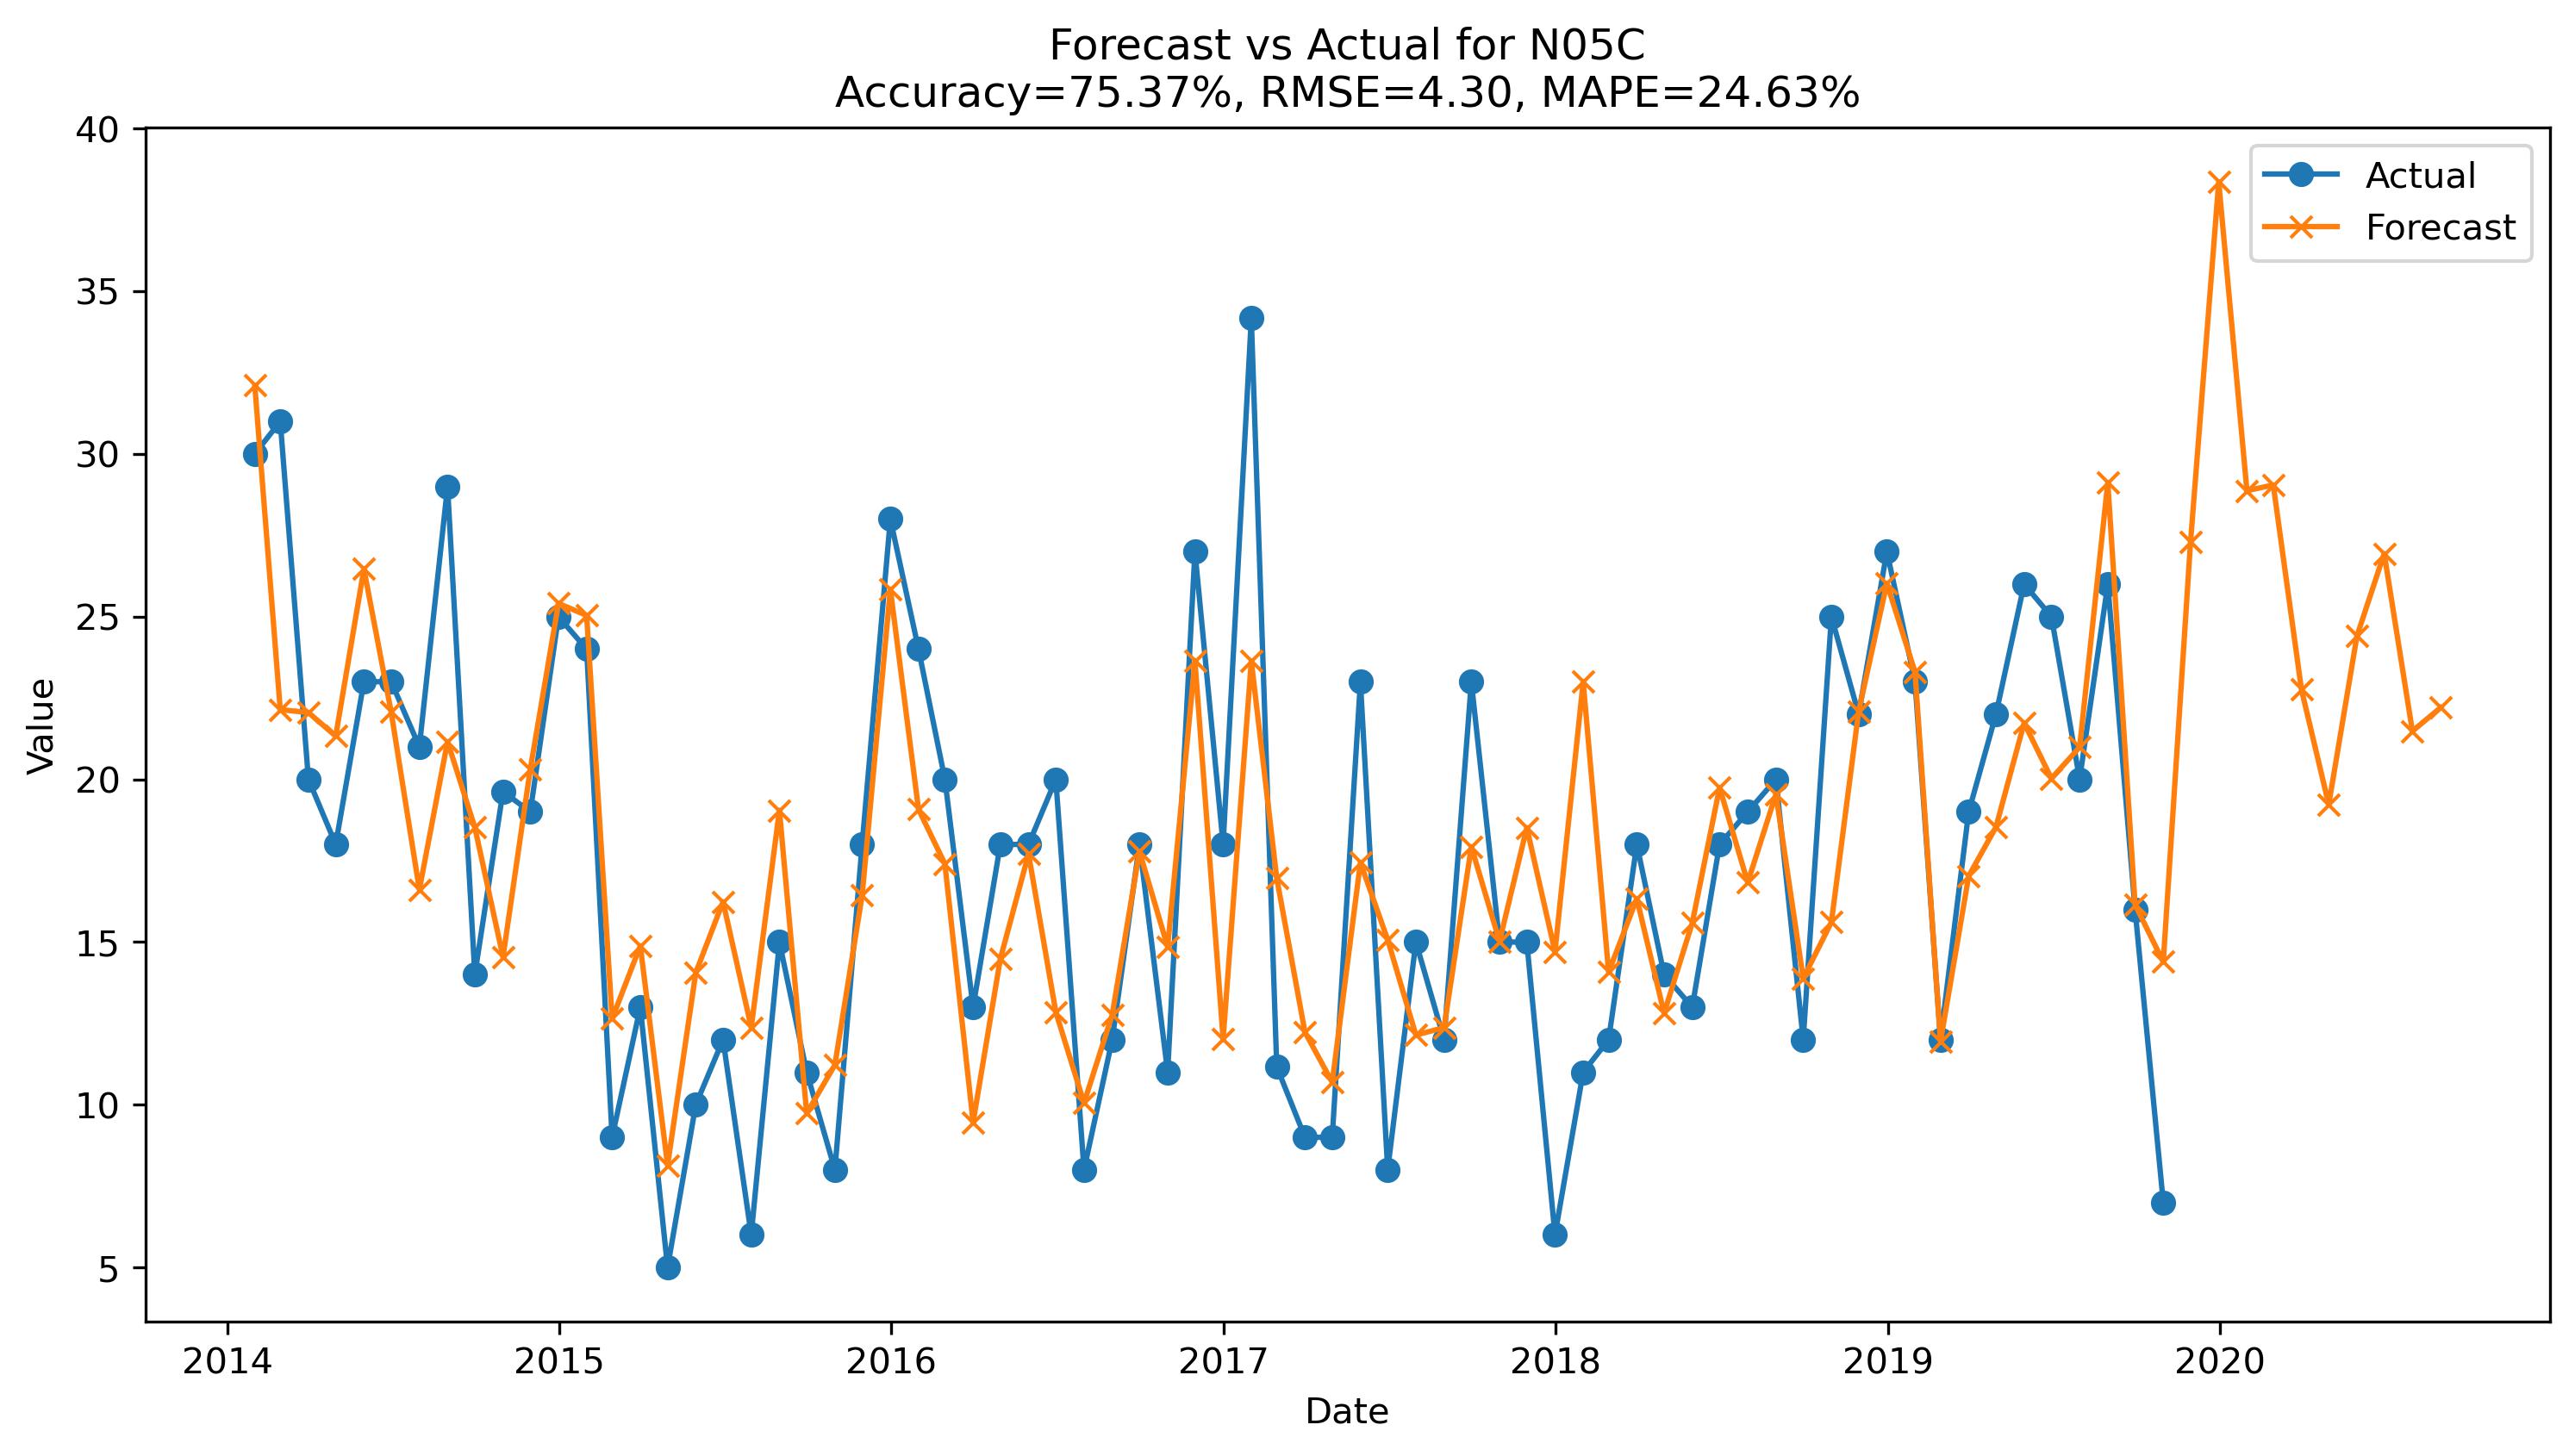 Forecast vs Actual for N05C
Accuracy=75.37%, RMSE=4.30, MAPE=24.63%
Actual
Forecast
Value
40
35
30
25
20
15
10
5
2014 2015 2016 2017 2018 2019 2020
Date